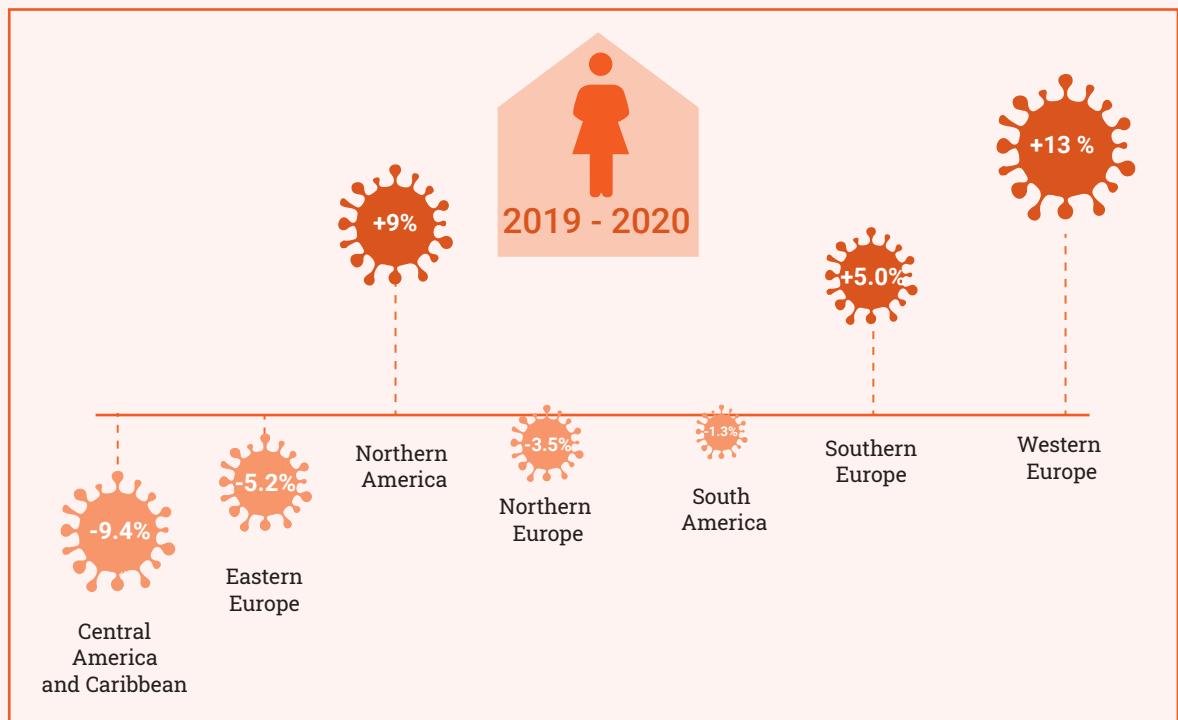 2019 - 2020
-9.4%
Central
America
and Caribbean
-5.2%
Eastern
Europe
+9%
Northern
America
-3.5%
Northern
Europe
-1.3%
South
America
+5.0%
Southern
Europe
+13 %
Western
Europe